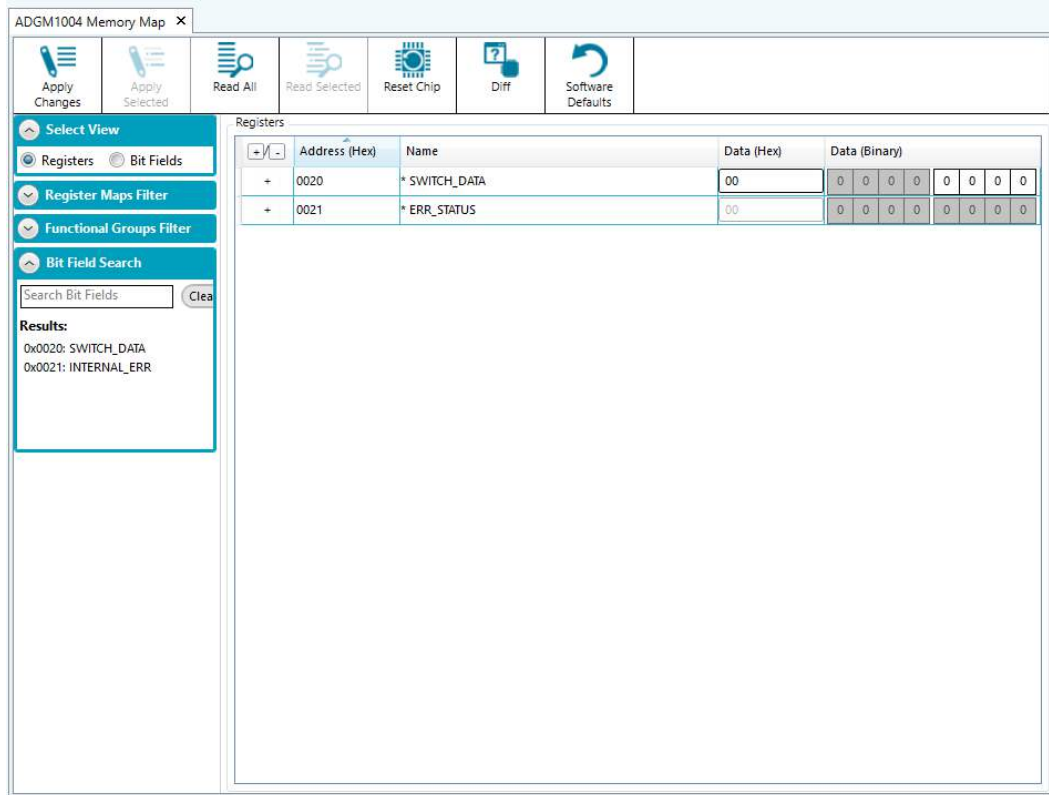 ADGM1004 Memory Map ×
Apply Changes
Apply Selected
Read All
Read Selected
Reset Chip
Diff
Software Defaults
Select View
Registers Bit Fields
Register Maps Filter
Functional Groups Filter
Bit Field Search
Search Bit Fields Clea
Results:
0x0020: SWITCH_DATA
0x0021: INTERNAL_ERR
Registers
+/- Address (Hex) Name Data (Hex) Data (Binary)
+ 0020 * SWITCH_DATA 00 0 0 0 0 0 0 0 0
+ 0021 * ERR_STATUS 00 0 0 0 0 0 0 0 0